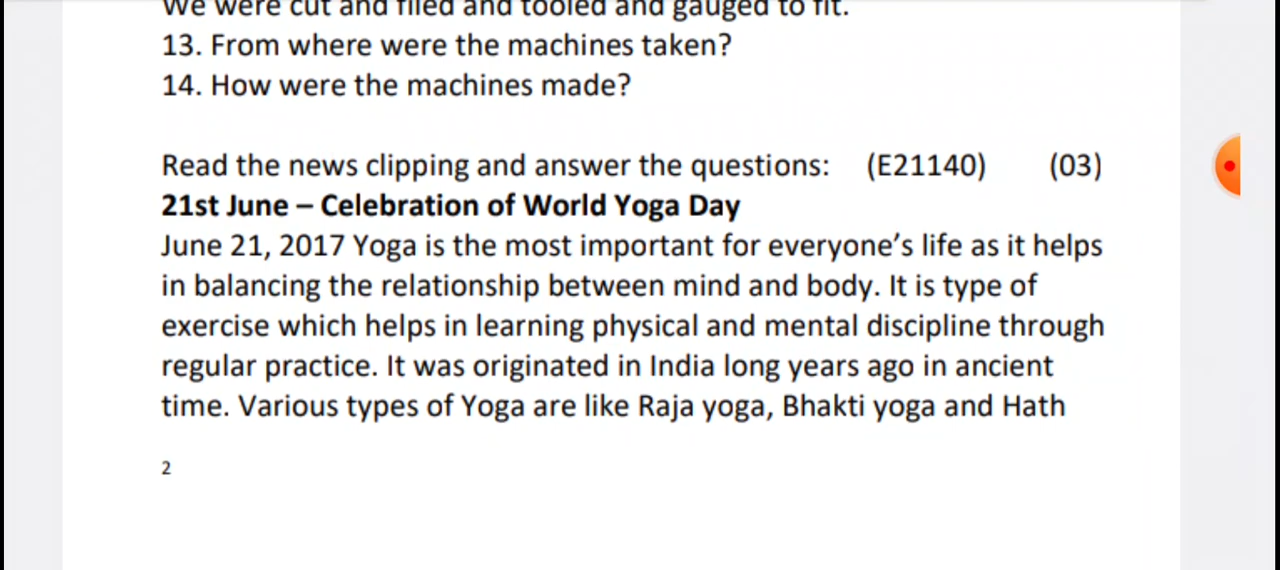 We were cut and filed and tooled and gauged to fit.
13. From where were the machines taken?
14. How were the machines made?
Read the news clipping and answer the questions: (E21140) (03)
21st June – Celebration of World Yoga Day
June 21, 2017 Yoga is the most important for everyone’s life as it helps
in balancing the relationship between mind and body. It is type of
exercise which helps in learning physical and mental discipline through
regular practice. It was originated in India long years ago in ancient
time. Various types of Yoga are like Raja yoga, Bhakti yoga and Hath
2